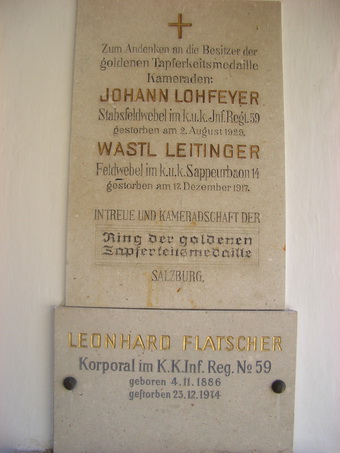 Zum Andenken an die Besitzer der
goldenen Tapferkeitsmedaille
Kameraden:
JOHANN LOHFEYER
Stabsfeldwebel im k.u.k. Inf. Regt. 59
gestorben am 2. August 1929.
WASTL LEITINGER
Feldwebel im k.u.k. Sappeurbaon 14
gestorben am 17. Dezember 1917.
IN TREUE UND KAMERADSCHAFT DER
Ring der goldenen
Tapferkeitsmedaille
SALZBURG.
LEONHARD FLATSCHER
Korporal im K.K. Inf. Reg. No 59
geboren 4.11.1886
gestorben 23.12.1914